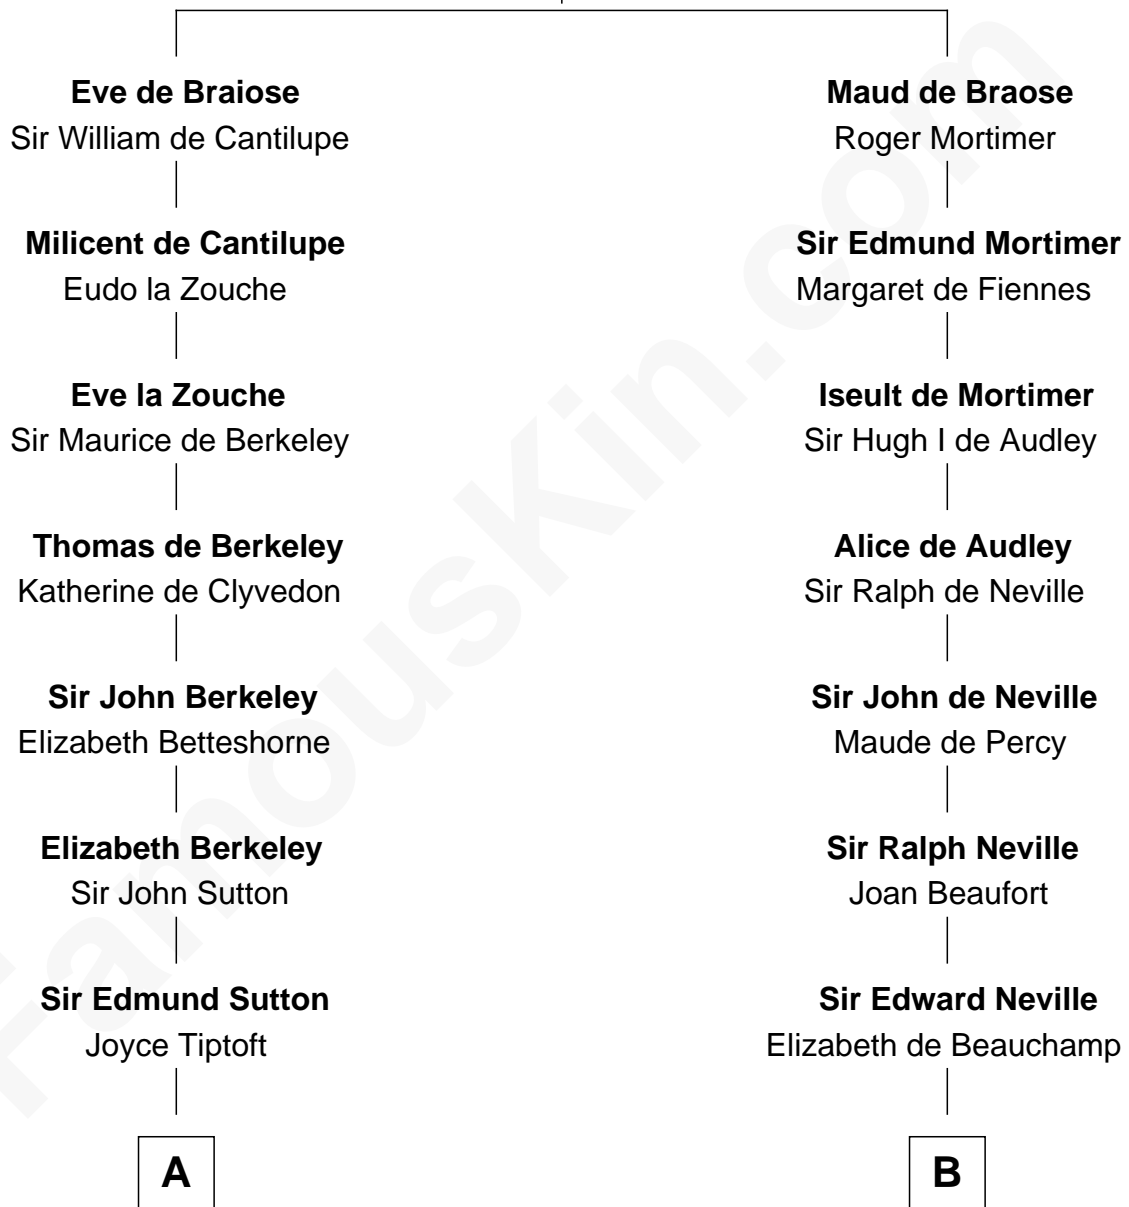 Eve de Braiose
Sir William de Cantilupe
Milicent de Cantilupe
Eudo la Zouche
Eve la Zouche
Sir Maurice de Berkeley
Thomas de Berkeley
Katherine de Clyvedon
Sir John Berkeley
Elizabeth Betteshorne
Elizabeth Berkeley
Sir John Sutton
Sir Edmund Sutton
Joyce Tiptoft
A
Maud de Braose
Roger Mortimer
Sir Edmund Mortimer
Margaret de Fiennes
Iseult de Mortimer
Sir Hugh I de Audley
Alice de Audley
Sir Ralph de Neville
Sir John de Neville
Maude de Percy
Sir Ralph Neville
Joan Beaufort
Sir Edward Neville
Elizabeth de Beauchamp
B
FamousKin.com